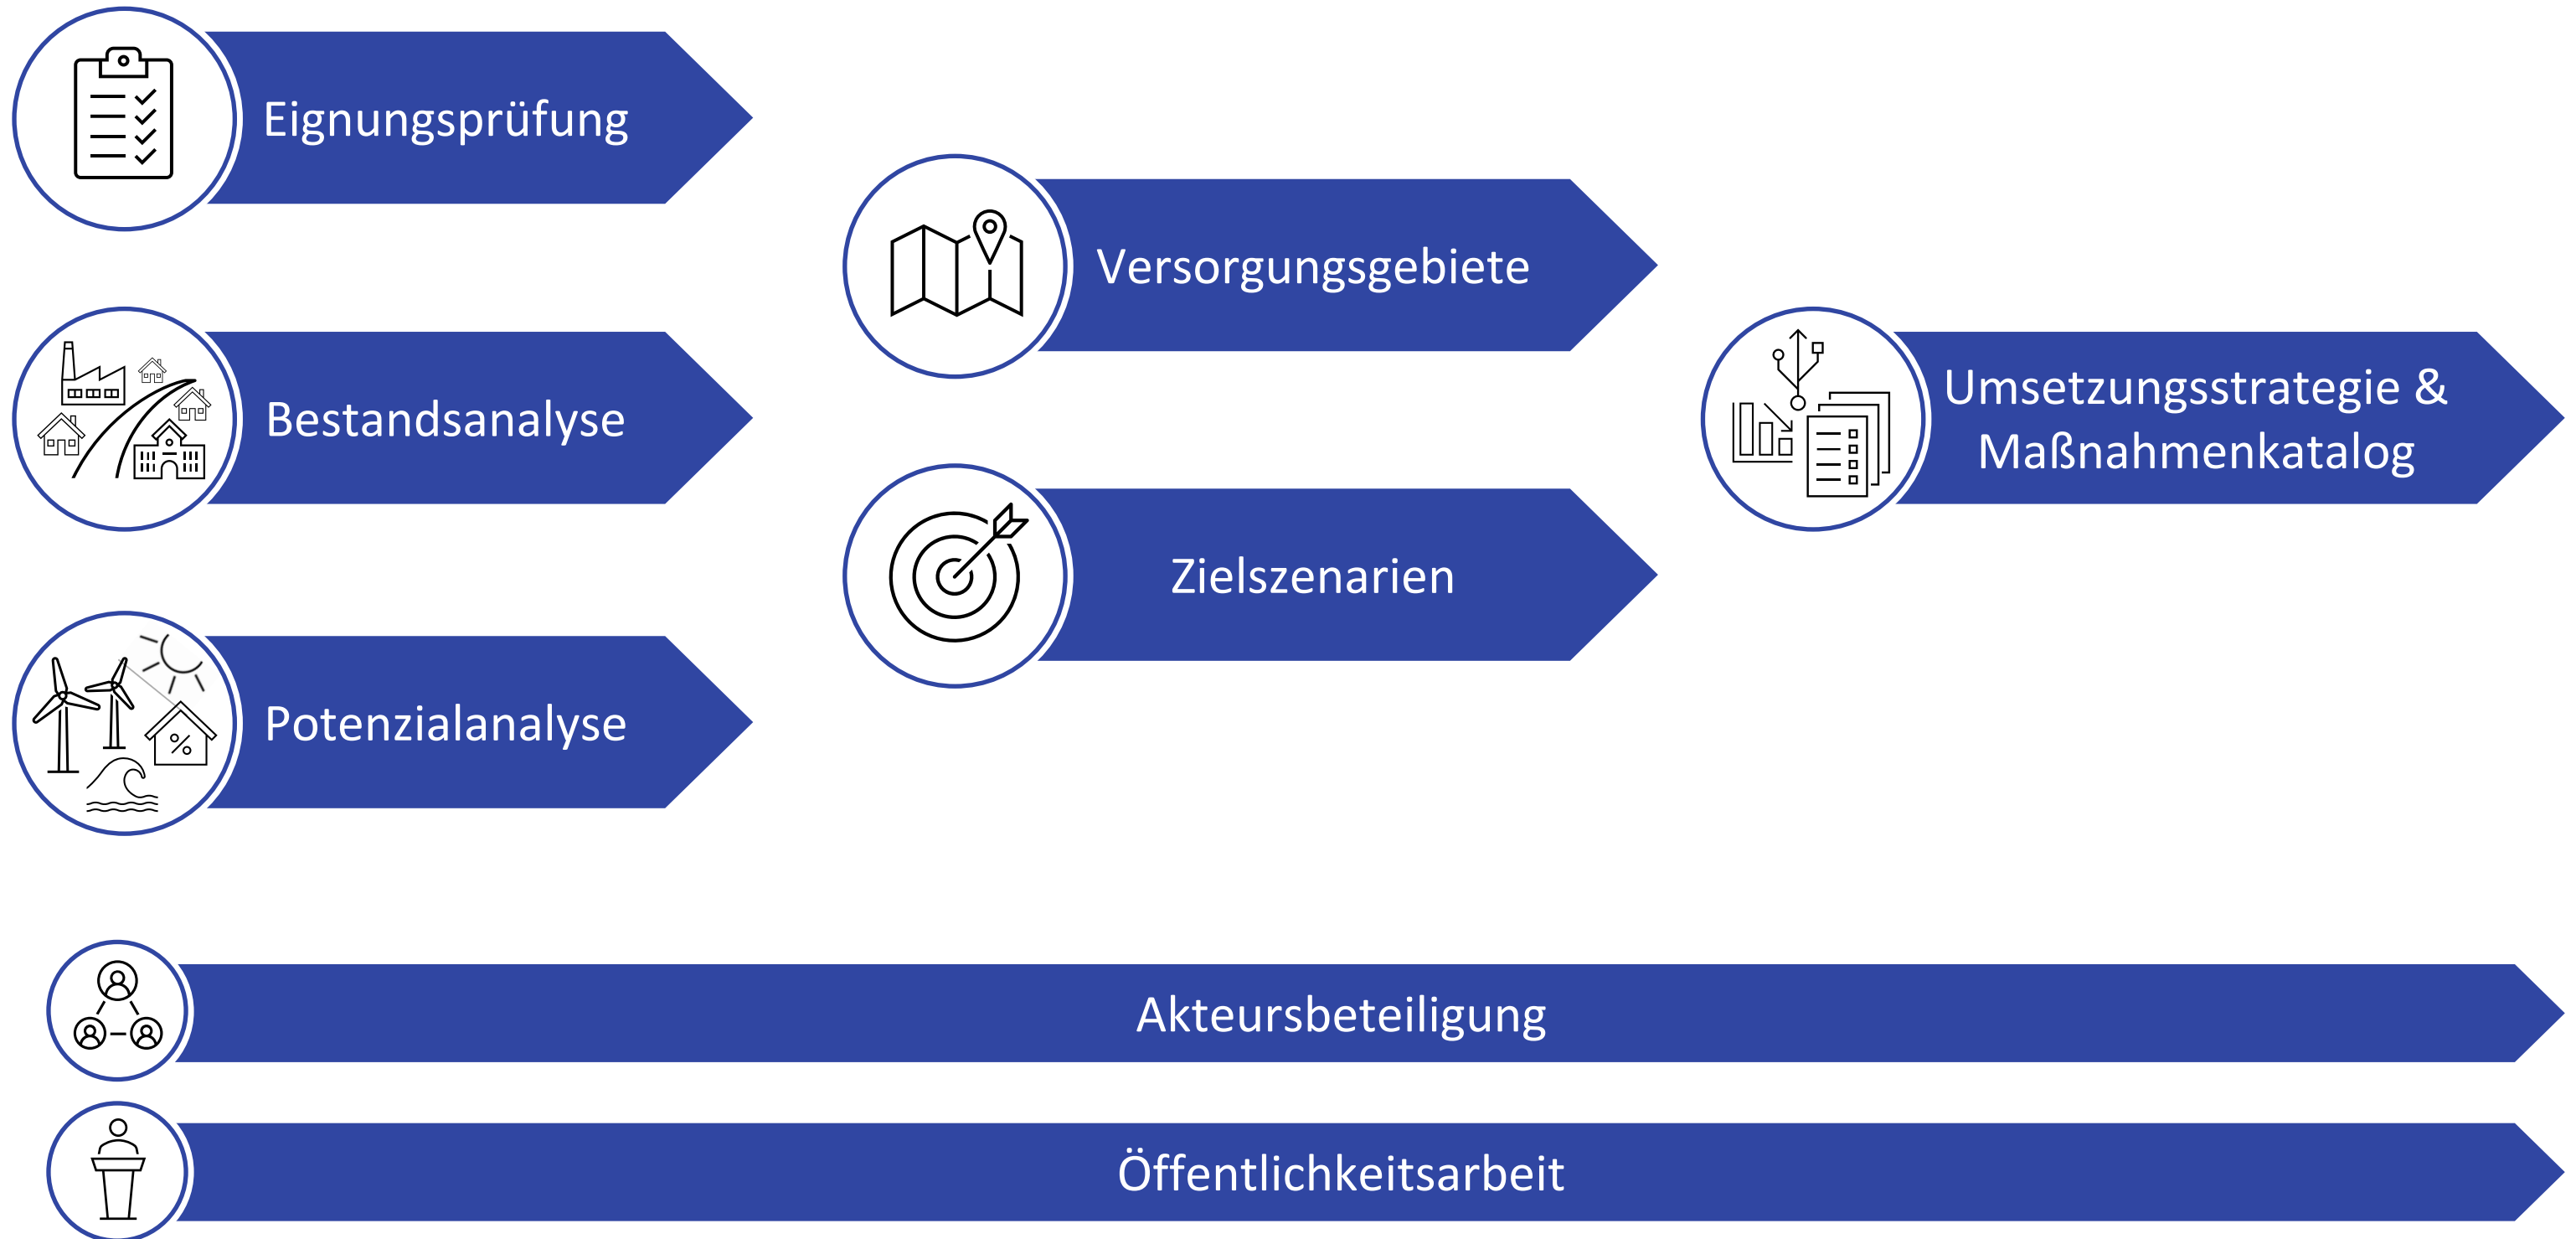 Eignungsprüfung
Bestandsanalyse
Potenzialanalyse
Versorgungsgebiete
Zielszenarien
Umsetzungsstrategie &
Maßnahmenkatalog
Akteursbeteiligung
Öffentlichkeitsarbeit